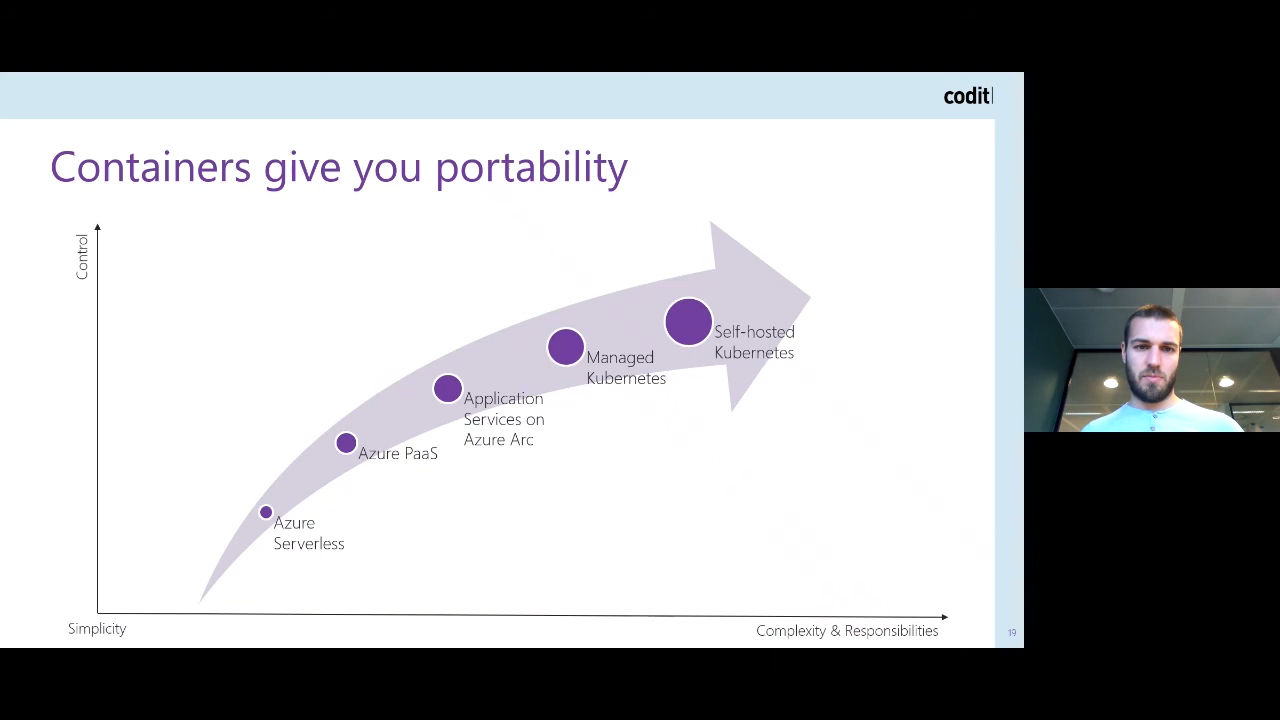 codit
Containers give you portability
Control
Self-hosted
Kubernetes
Managed
Kubernetes
Application
Services on
Azure Arc
Azure PaaS
Azure
Serverless
Simplicity
Complexity & Responsibilities
19